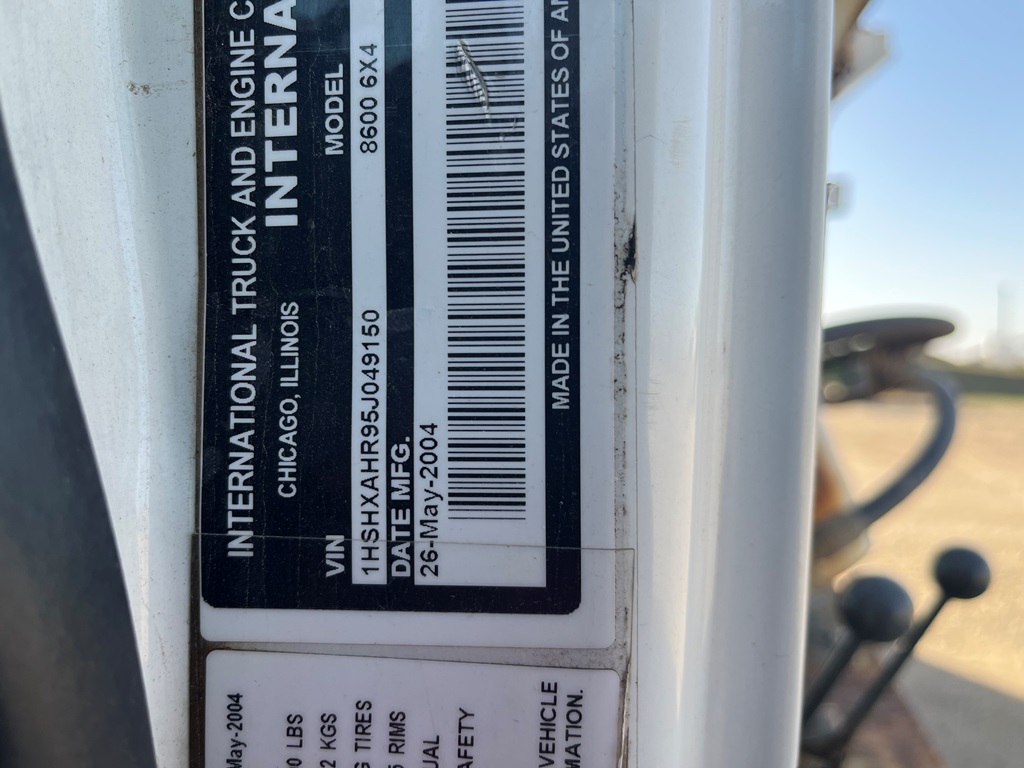 INTERNATIONAL TRUCK AND ENGINE C
CHICAGO, ILLINOIS
INTERNA
VIN
MODEL
1HSHXAHR95J049150
8600 6X4
DATE MFG.
26-May-2004
MADE IN THE UNITED STATES OF
May-2004
0 LBS
2 KGS
G TIRES
RIMS
UAL
AFETY
VEHICLE
MATION.